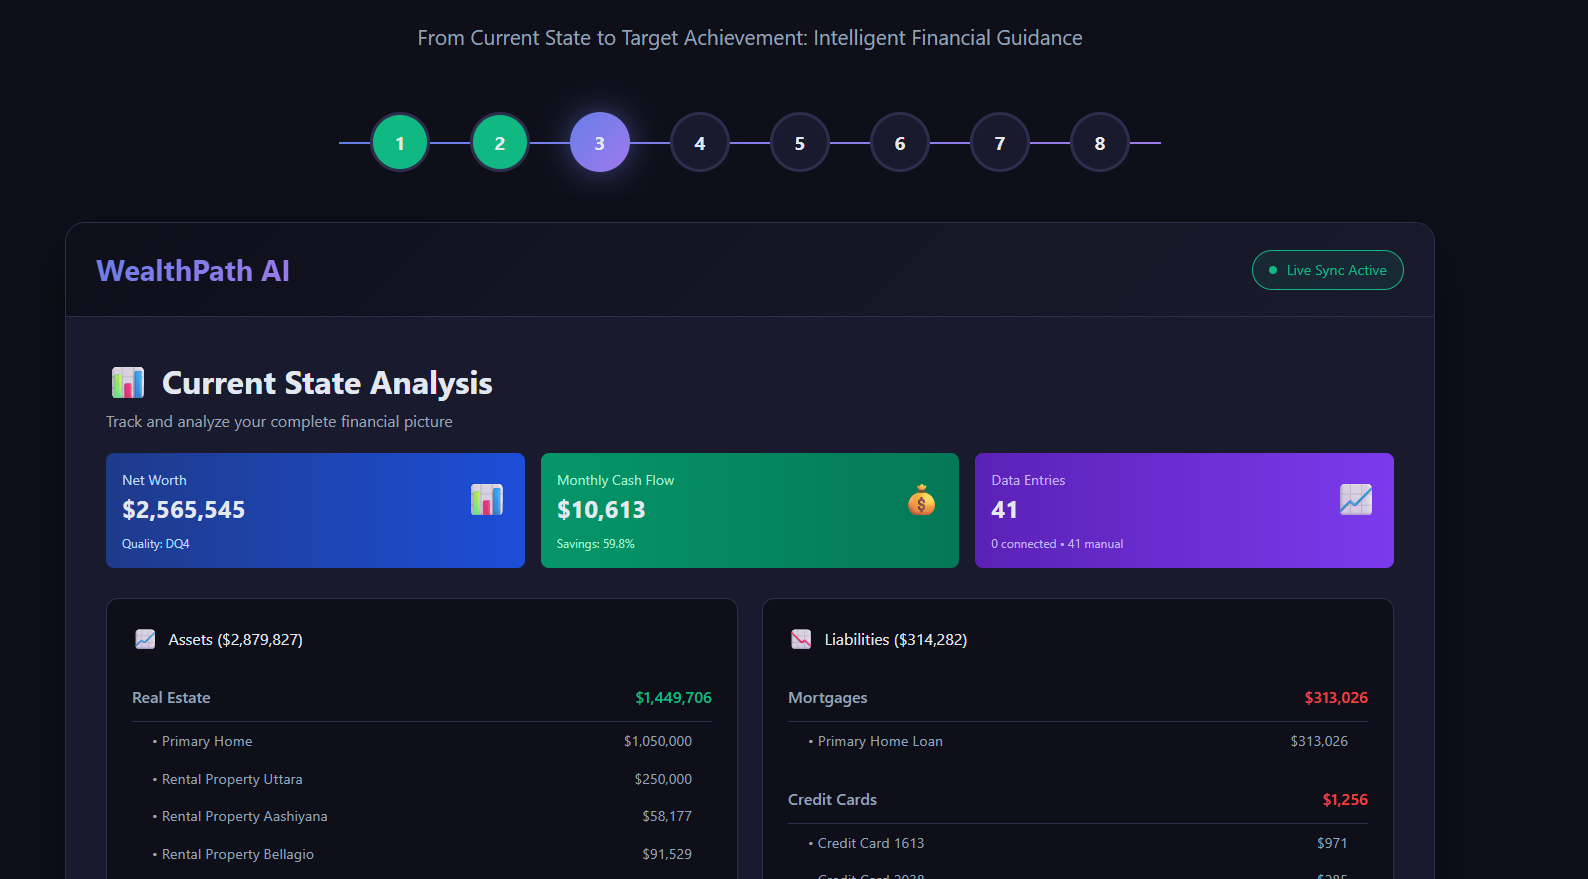 From Current State to Target Achievement: Intelligent Financial Guidance
1 2 3 4 5 6 7 8
WealthPath AI
Live Sync Active
Current State Analysis
Track and analyze your complete financial picture
Net Worth
$2,565,545
Quality: DQ4
Monthly Cash Flow
$10,613
Savings: 59.8%
Data Entries
41
0 connected • 41 manual
Assets ($2,879,827)
Real Estate $1,449,706
• Primary Home $1,050,000
• Rental Property Uttara $250,000
• Rental Property Aashiyana $58,177
• Rental Property Bellagio $91,529
Liabilities ($314,282)
Mortgages $313,026
• Primary Home Loan $313,026
Credit Cards $1,256
• Credit Card 1613 $971
• Credit Card